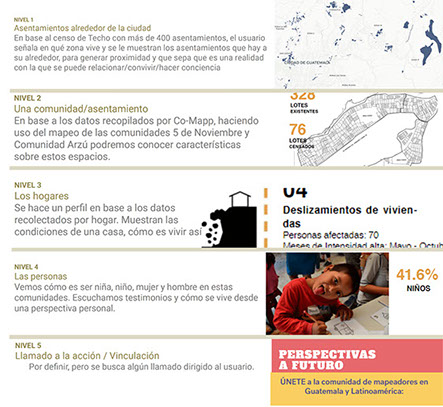 NIVEL 1
Asentamientos alrededor de la ciudad
En base al censo de Techo con más de 400 asentamientos, el usuario
señala en qué zona vive y se le muestran los asentamientos que hay a
su alrededor, para generar proximidad y que sepa que es una realidad
con la que se puede relacionar/convivir/hacer conciencia
CIUDAD DE GUATEMALA
NIVEL 2
Una comunidad/asentamiento
En base a los datos recopilados por Co-Mapp, haciendo
uso del mapeo de las comunidades 5 de Noviembre y
Comunidad Arzú podremos conocer características
sobre estos espacios.
328
LOTES
EXISTENTES
76
LOTES
CENSADOS
NIVEL 3
Los hogares
Se hace un perfil en base a los datos
recolectados por hogar. Muestran las
condiciones de una casa, cómo es vivir así
04
Deslizamientos de vivien-
das
Personas afectadas: 70
Meses de Intensidad alta: Mayo - Octub
NIVEL 4
Las personas
Vemos cómo es ser niña, niño, mujer y hombre en estas
comunidades. Escuchamos testimonios y cómo se vive desde
una perspectiva personal.
41.6%
NIÑOS
NIVEL 5
Llamado a la acción / Vinculación
Por definir, pero se busca algún llamado dirigido al usuario.
PERSPECTIVAS
A FUTURO
ÚNETE a la comunidad de mapeadores en
Guatemala y Latinoamérica: